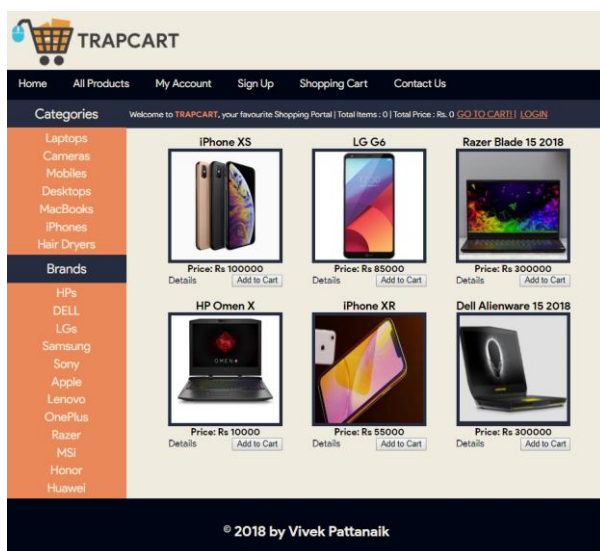 TRAPCART
Home All Products My Account Sign Up Shopping Cart Contact Us
Categories
Welcome to TRAPCART, your favourite Shopping Portal | Total Items : 0 | Total Price : Rs. 0 GO TO CART! | LOGIN
Laptops
Cameras
Mobiles
Desktops
MacBooks
iPhones
Hair Dryers
Brands
HPs
DELL
LGs
Samsung
Sony
Apple
Lenovo
OnePlus
Razer
MSi
Honor
Huawei
iPhone XS
Price: Rs 100000
Details Add to Cart
LG G6
Price: Rs 85000
Details Add to Cart
Razer Blade 15 2018
Price: Rs 300000
Details Add to Cart
HP Omen X
OMEN
Price: Rs 10000
Details Add to Cart
iPhone XR
Price: Rs 55000
Details Add to Cart
Dell Alienware 15 2018
Price: Rs 300000
Details Add to Cart
© 2018 by Vivek Pattanaik